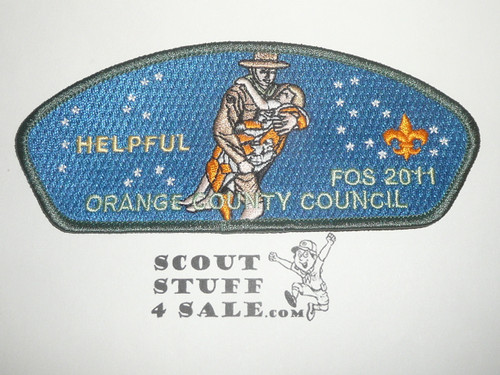 HELPFUL
FOS 2011
ORANGE COUNTY COUNCIL
SCOUT
STUFF
4 SALE.com